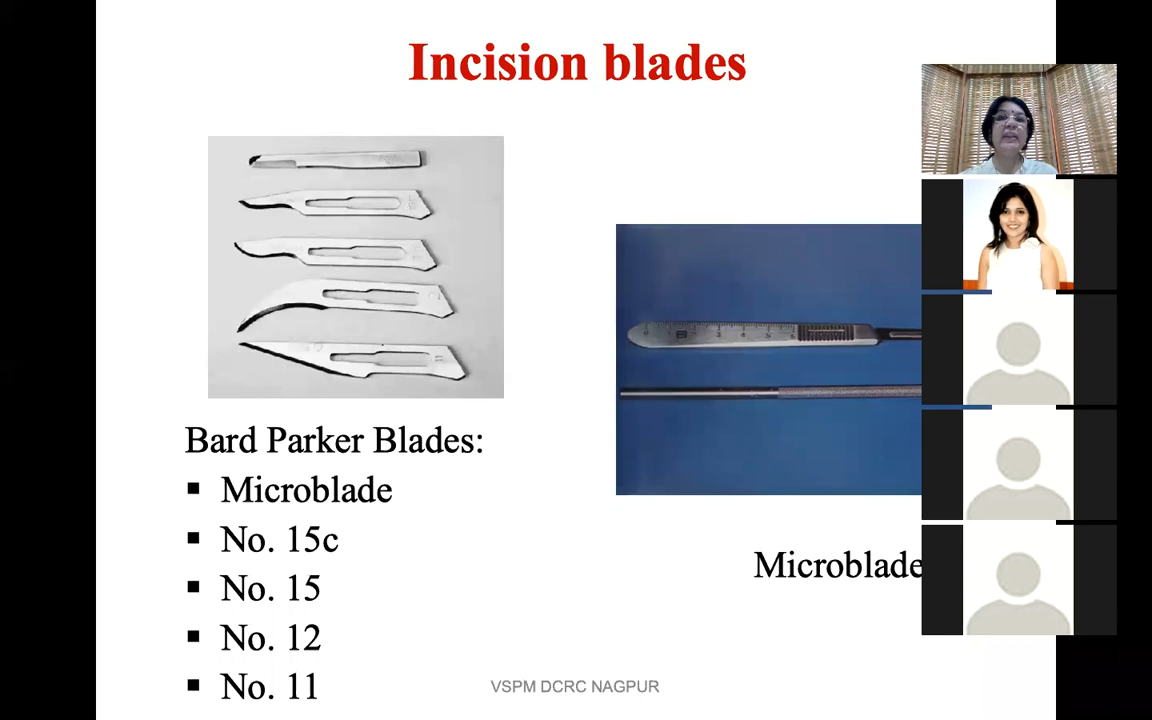 Incision blades
Bard Parker Blades:
▪ Microblade
▪ No. 15c
▪ No. 15
▪ No. 12
▪ No. 11
Microblade
VSPM DCRC NAGPUR